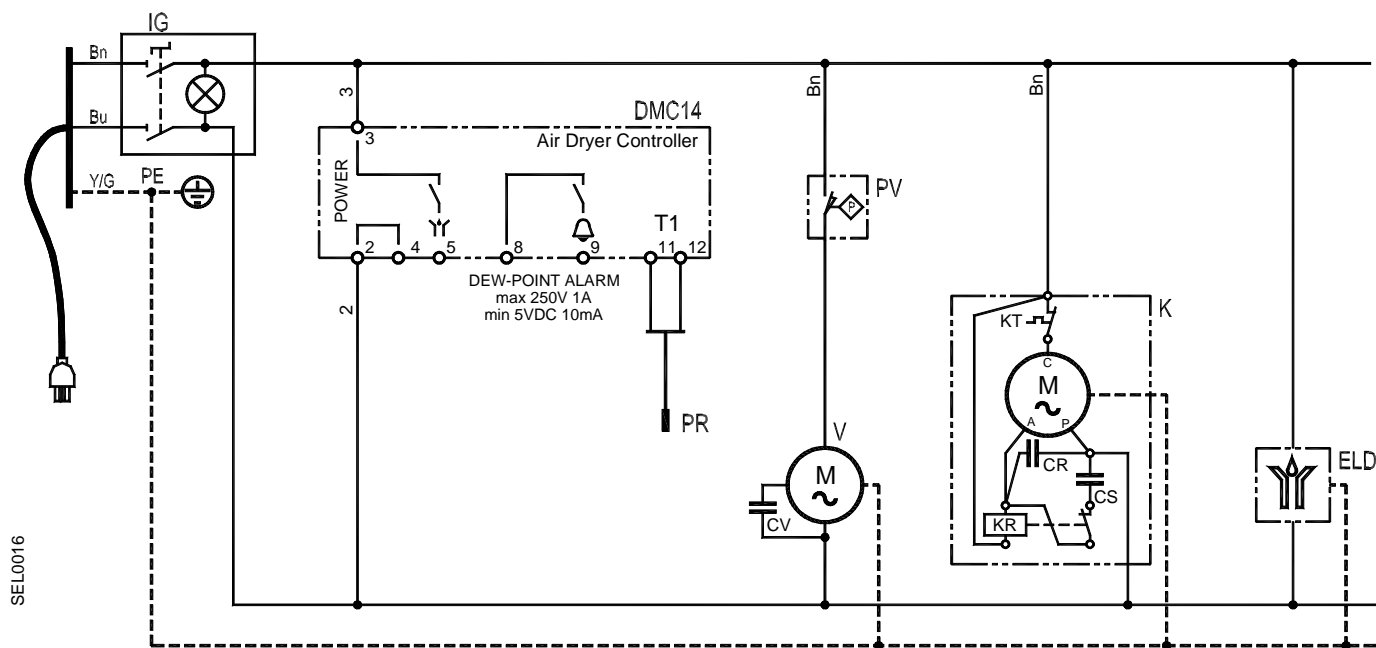 IG
Bn
Bu
Y/G
PE
3
DMC14
3
Air Dryer Controller
POWER
T1
2
4
5
8
9
11
12
2
DEW-POINT ALARM
max 250V 1A
min 5VDC 10mA
PR
Bn
PV
P
V
M
CV
Bn
K
KT
C
M
A
P
CR
CS
KR
ELD
SEL0016